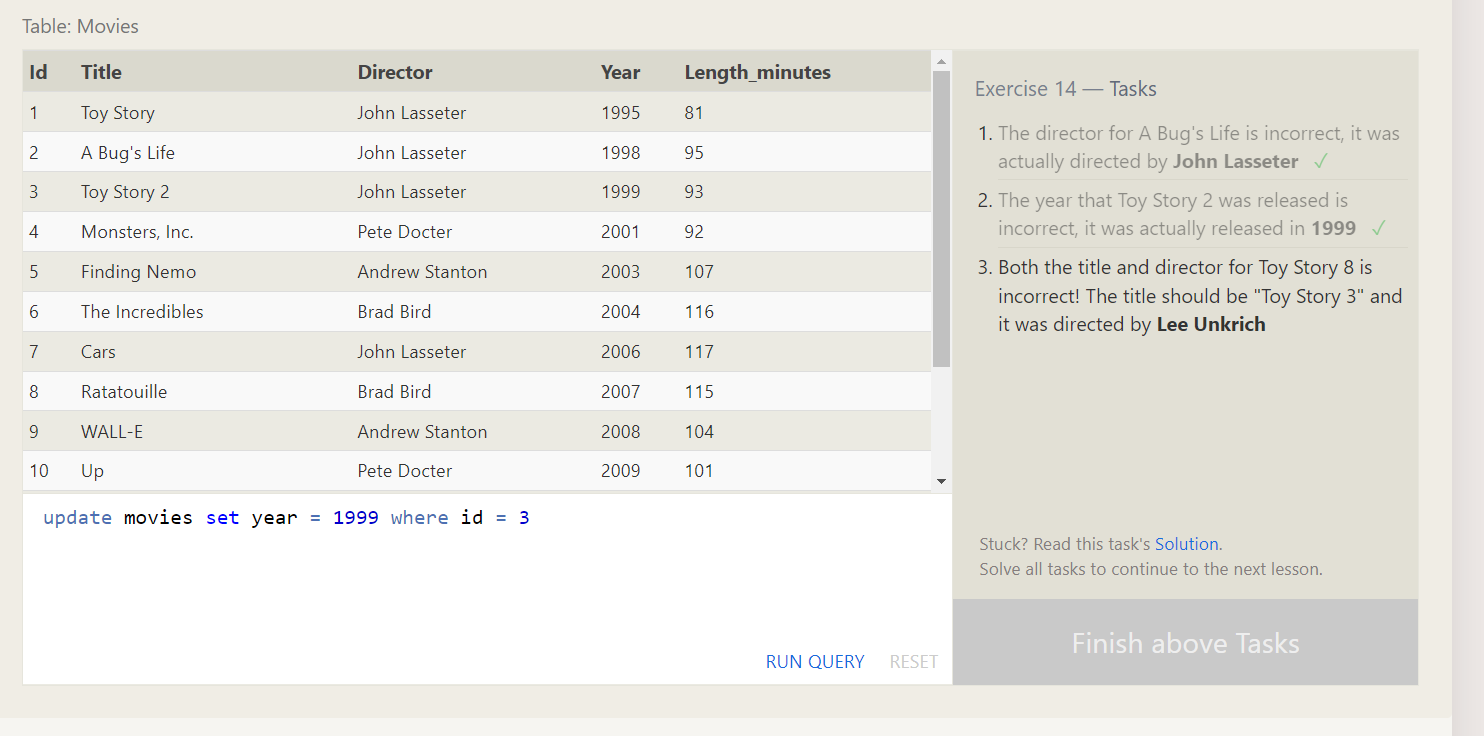 Table: Movies
Id Title Director Year Length_minutes
1 Toy Story John Lasseter 1995 81
2 A Bug's Life John Lasseter 1998 95
3 Toy Story 2 John Lasseter 1999 93
4 Monsters, Inc. Pete Docter 2001 92
5 Finding Nemo Andrew Stanton 2003 107
6 The Incredibles Brad Bird 2004 116
7 Cars John Lasseter 2006 117
8 Ratatouille Brad Bird 2007 115
9 WALL-E Andrew Stanton 2008 104
10 Up Pete Docter 2009 101
update movies set year = 1999 where id = 3
RUN QUERY RESET
Exercise 14 — Tasks
1. The director for A Bug's Life is incorrect, it was
actually directed by John Lasseter ✓
2. The year that Toy Story 2 was released is
incorrect, it was actually released in 1999 ✓
3. Both the title and director for Toy Story 8 is
incorrect! The title should be "Toy Story 3" and
it was directed by Lee Unkrich
Stuck? Read this task's Solution.
Solve all tasks to continue to the next lesson.
Finish above Tasks